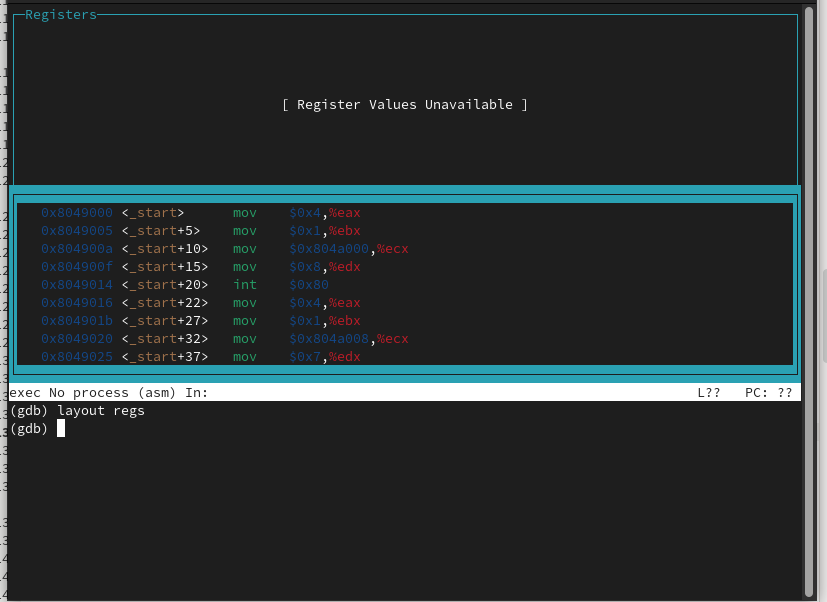 Registers
[ Register Values Unavailable ]
0x8049000 <_start> mov $0x4,%eax
0x8049005 <_start+5> mov $0x1,%ebx
0x804900a <_start+10> mov $0x804a000,%ecx
0x804900f <_start+15> mov $0x8,%edx
0x8049014 <_start+20> int $0x80
0x8049016 <_start+22> mov $0x4,%eax
0x804901b <_start+27> mov $0x1,%ebx
0x8049020 <_start+32> mov $0x804a008,%ecx
0x8049025 <_start+37> mov $0x7,%edx
exec No process (asm) In: L?? PC: ??
(gdb) layout regs
(gdb)